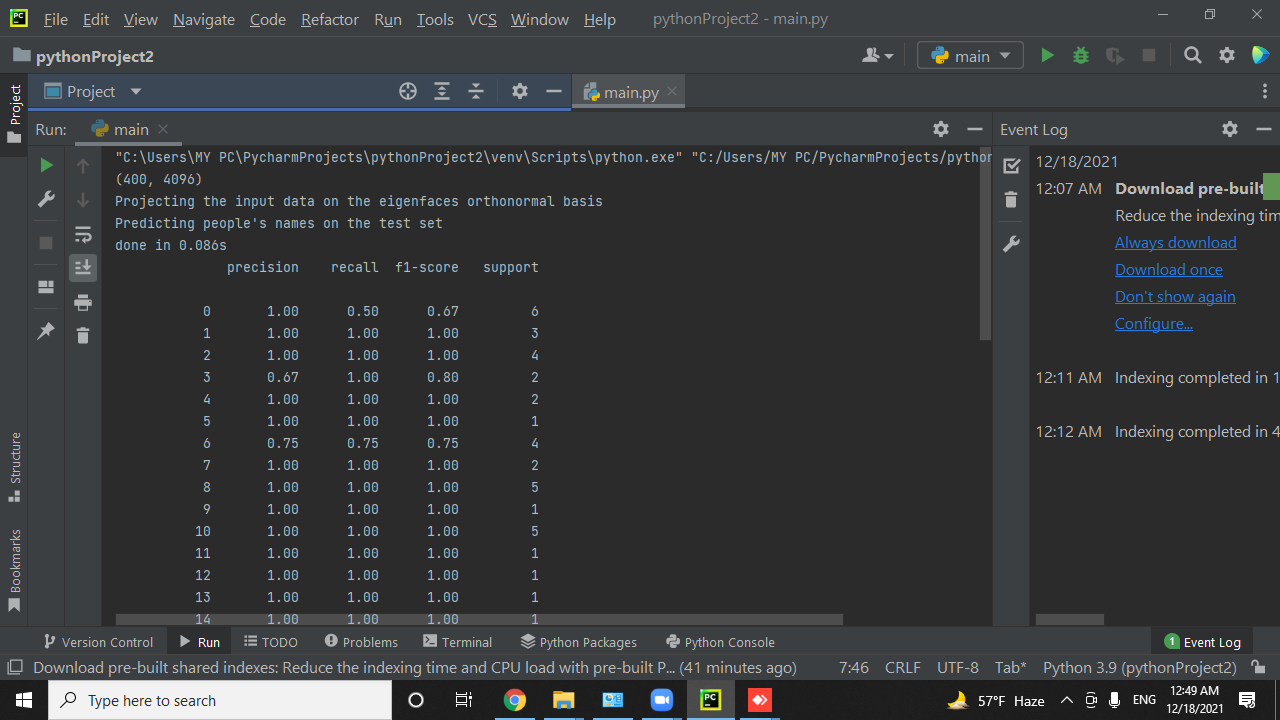 PC File Edit View Navigate Code Refactor Run Tools VCS Window Help pythonProject2 - main.py
pythonProject2 main
Project main.py
Project
Run: main Event Log
"C:\Users\MY PC\PycharmProjects\pythonProject2\venv\Scripts\python.exe" "C:/Users/MY PC/PycharmProjects/python
(400, 4096)
Projecting the input data on the eigenfaces orthonormal basis
Predicting people's names on the test set
done in 0.086s
precision recall f1-score support
0 1.00 0.50 0.67 6
1 1.00 1.00 1.00 3
2 1.00 1.00 1.00 4
3 0.67 1.00 0.80 2
4 1.00 1.00 1.00 2
5 1.00 1.00 1.00 1
6 0.75 0.75 0.75 4
7 1.00 1.00 1.00 2
8 1.00 1.00 1.00 5
9 1.00 1.00 1.00 1
10 1.00 1.00 1.00 5
11 1.00 1.00 1.00 1
12 1.00 1.00 1.00 1
13 1.00 1.00 1.00 1
14 1.00 1.00 1.00 1
12/18/2021
12:07 AM Download pre-built
Reduce the indexing tim
Always download
Download once
Don't show again
Configure...
12:11 AM Indexing completed in 1
12:12 AM Indexing completed in 4
Structure
Bookmarks
Version Control Run TODO Problems Terminal Python Packages Python Console 1 Event Log
Download pre-built shared indexes: Reduce the indexing time and CPU load with pre-built P... (41 minutes ago) 7:46 CRLF UTF-8 Tab* Python 3.9 (pythonProject2)
Type here to search PC 57°F Haze ENG 12:49 AM
12/18/2021